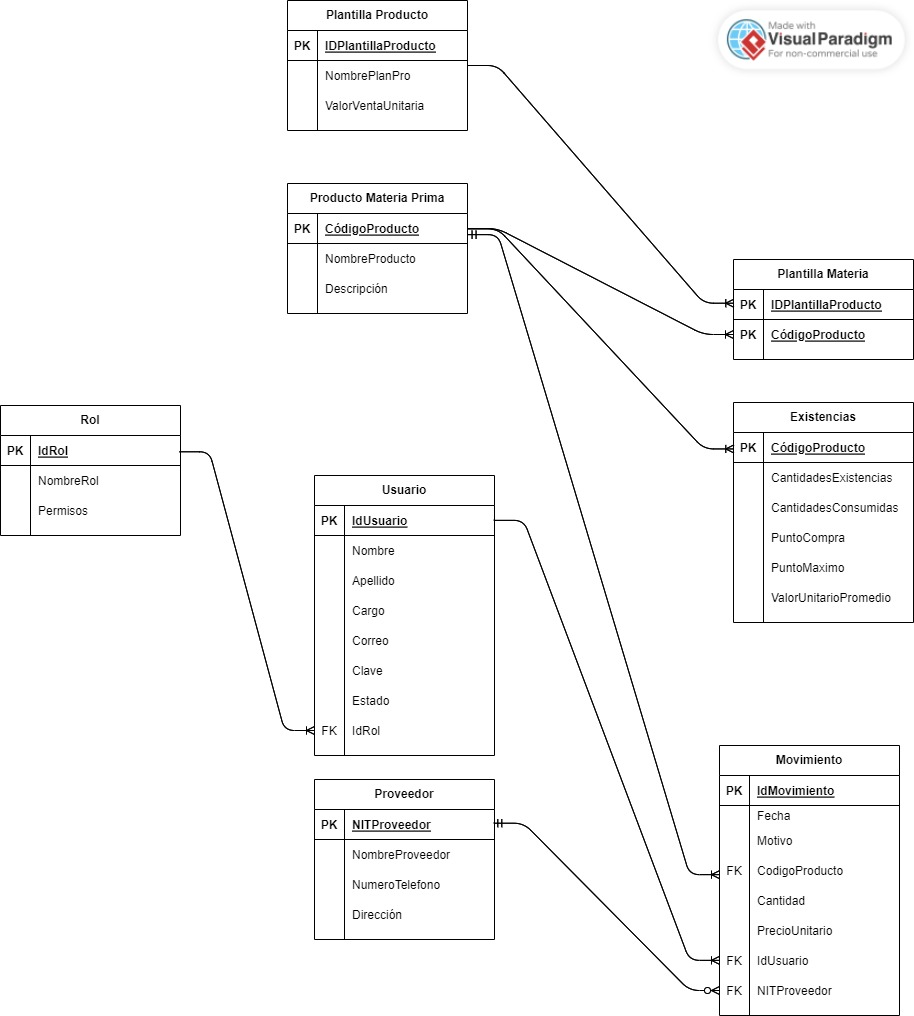 Plantilla Producto
PK IDPlantillaProducto
NombrePlanPro
ValorVentaUnitaria
Made with
Visual Paradigm
For non-commercial use
Producto Materia Prima
PK CódigoProducto
NombreProducto
Descripción
Plantilla Materia
PK IDPlantillaProducto
PK CódigoProducto
Existencias
PK CódigoProducto
CantidadesExistencias
CantidadesConsumidas
PuntoCompra
PuntoMaximo
ValorUnitarioPromedio
Rol
PK IdRol
NombreRol
Permisos
Usuario
PK IdUsuario
Nombre
Apellido
Cargo
Correo
Clave
Estado
FK IdRol
Proveedor
PK NITProveedor
NombreProveedor
NumeroTelefono
Dirección
Movimiento
PK IdMovimiento
Fecha
Motivo
FK CodigoProducto
Cantidad
PrecioUnitario
FK IdUsuario
FK NITProveedor